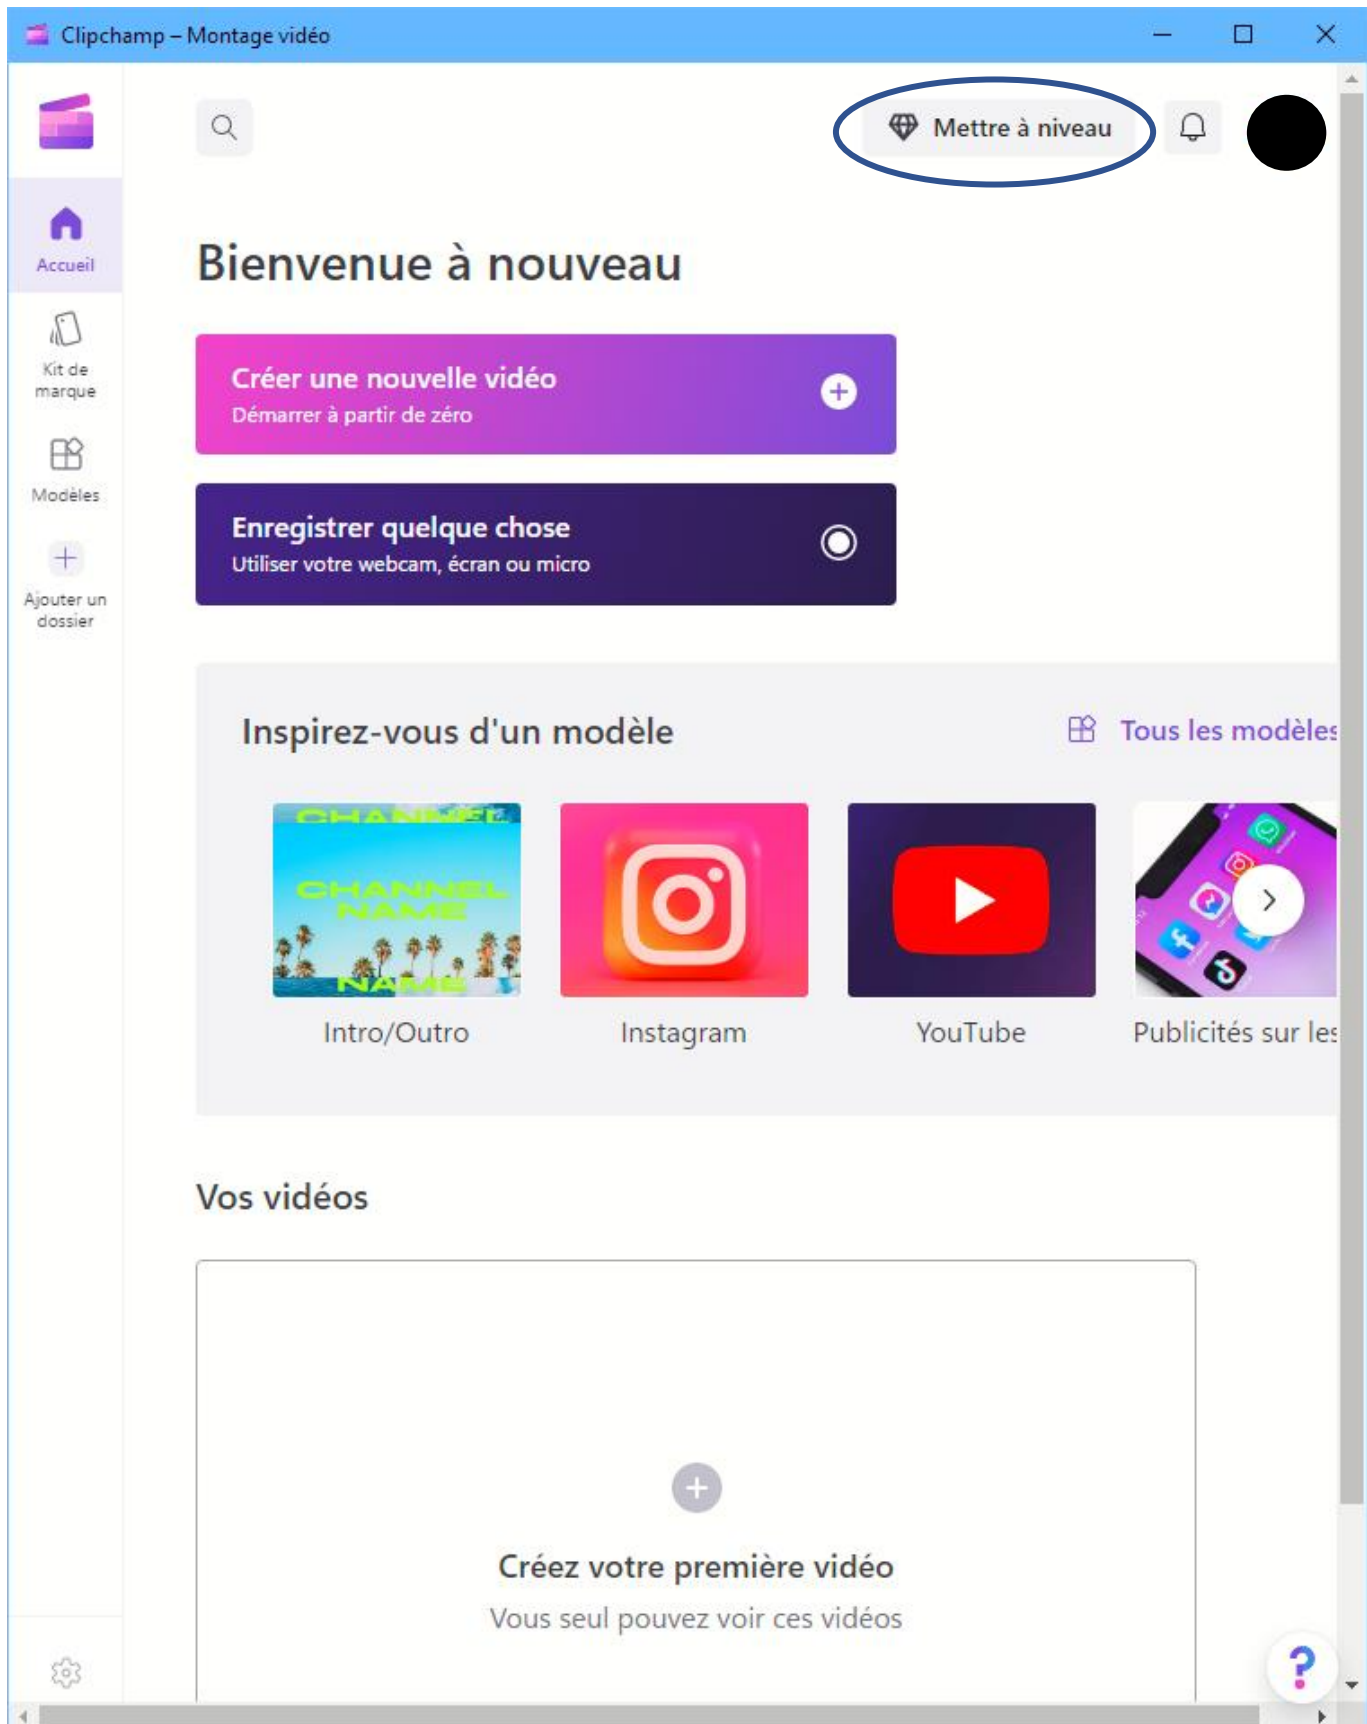 Clipchamp – Montage vidéo
Mettre à niveau
Accueil
Kit de
marque
Modèles
Ajouter un
dossier
Bienvenue à nouveau
Créer une nouvelle vidéo
Démarrer à partir de zéro
Enregistrer quelque chose
Utiliser votre webcam, écran ou micro
Inspirez-vous d'un modèle
Tous les modèles
CHANNEL
CHANNEL
NAME
NAME
Intro/Outro
Instagram
YouTube
Publicités sur les
Vos vidéos
Créez votre première vidéo
Vous seul pouvez voir ces vidéos
?